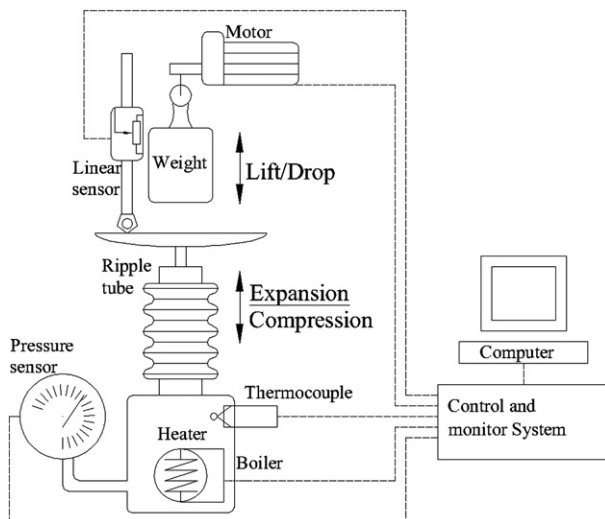 Motor
Weight
Lift/Drop
Linear
sensor
Ripple
tube
Expansion
Compression
Pressure
sensor
Computer
Thermocouple
Control and
monitor System
Heater
Boiler